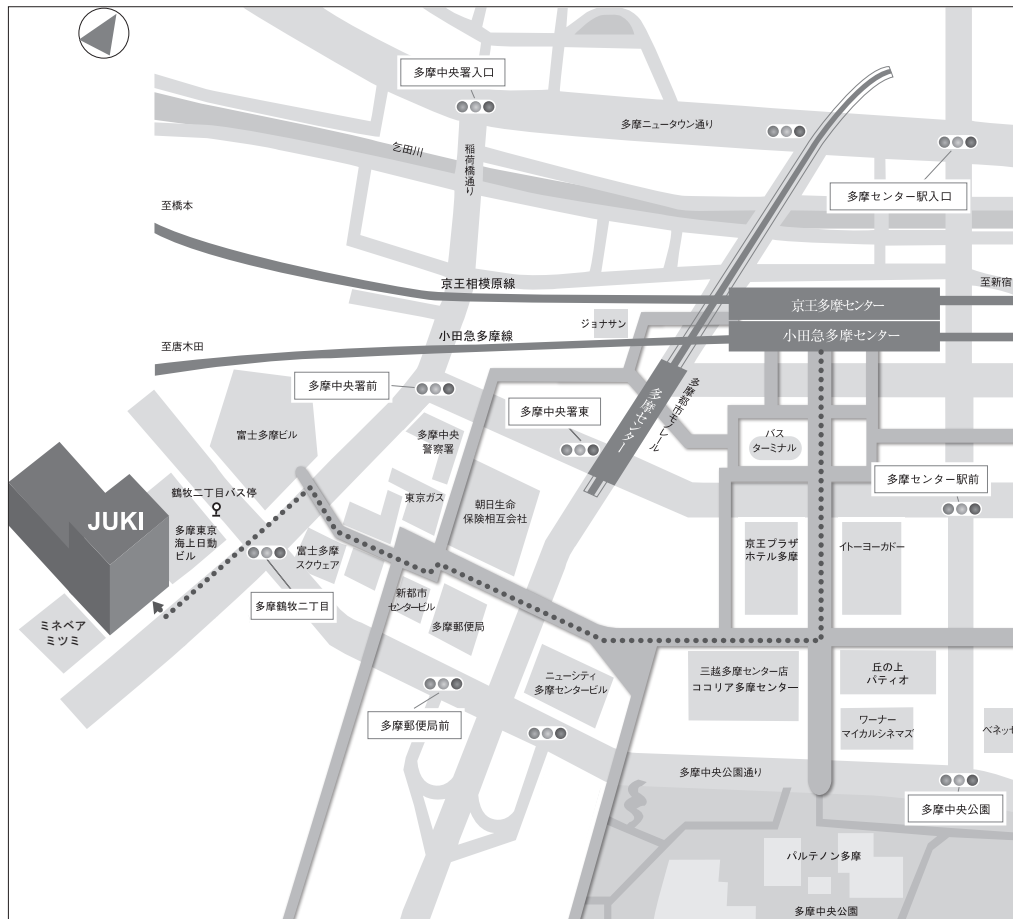 多摩中央署入口
多摩ニュータウン通り
乞田川
稲荷橋通り
多摩センター駅入口
至橋本
京王相模原線
至新宿
京王多摩センター
ジョナサン
小田急多摩センター
小田急多摩線
至唐木田
多摩中央署前
多摩都市モノレール
多摩センター
多摩中央署東
富士多摩ビル
多摩中央
警察署
バス
ターミナル
多摩センター駅前
鶴牧二丁目バス停
東京ガス
朝日生命
保険相互会社
JUKI
多摩東京
海上日動
ビル
富士多摩
スクウェア
京王プラザ
ホテル多摩
イトーヨーカドー
新都市
センタービル
多摩鶴牧二丁目
多摩郵便局
ミネベア
ミツミ
ニューシティ
多摩センタービル
三越多摩センター店
ココリア多摩センター
丘の上
パティオ
多摩郵便局前
ワーナー
マイカルシネマズ
ベネッセ
多摩中央公園通り
多摩中央公園
パルテノン多摩
多摩中央公園